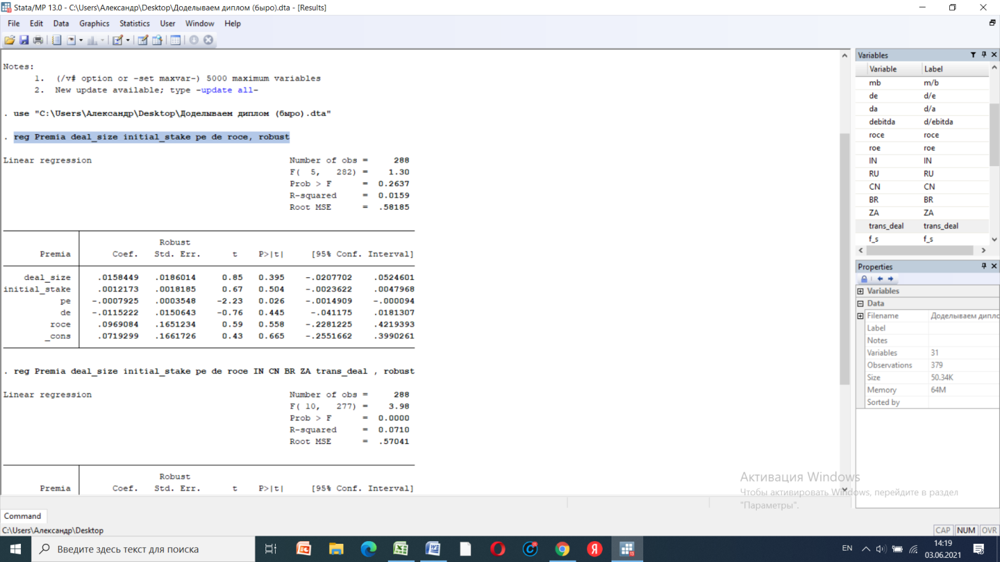 Stata/MP 13.0 - C:\Users\Александр\Desktop\Доделываем диплом (быро).dta - [Results]
File Edit Data Graphics Statistics User Window Help
Notes:
1. (/v# option or -set maxvar-) 5000 maximum variables
2. New update available; type -update all-
. use "C:\Users\Александр\Desktop\Доделываем диплом (быро).dta"
. reg Premia deal_size initial_stake pe de roce, robust
Linear regression Number of obs = 288
F( 5, 282) = 1.30
Prob > F = 0.2637
R-squared = 0.0159
Root MSE = .58185
Robust
Premia Coef. Std. Err. t P>|t| [95% Conf. Interval]
deal_size .0158449 .0186014 0.85 0.395 -.0207702 .0524601
initial_stake .0012173 .0018185 0.67 0.504 -.0023622 .0047968
pe -.0007925 .0003548 -2.23 0.026 -.0014909 -.000094
de -.0115222 .0150643 -0.76 0.445 -.041175 .0181307
roce .0969084 .1651234 0.59 0.558 -.2281225 .4219393
_cons .0719299 .1661726 0.43 0.665 -.2551662 .3990261
. reg Premia deal_size initial_stake pe de roce IN CN BR ZA trans_deal , robust
Linear regression Number of obs = 288
F( 10, 277) = 3.98
Prob > F = 0.0000
R-squared = 0.0710
Root MSE = .57041
Robust
Premia Coef. Std. Err. t P>|t| [95% Conf. Interval]
Variables
Variable Label
mb m/b
de d/e
da d/a
debitda d/ebitda
roce roce
roe roe
IN IN
RU RU
CN CN
BR BR
ZA ZA
trans_deal trans_deal
f_s f_s
Properties
Variables
Data
Filename Доделываем дипло
Label
Notes
Variables 31
Observations 379
Size 50.34K
Memory 64M
Sorted by
Активация Windows
Чтобы активировать Windows, перейдите в раздел
"Параметры".
Command
C:\Users\Александр\Desktop
CAP NUM OVR
Введите здесь текст для поиска
EN
14:19
03.06.2021